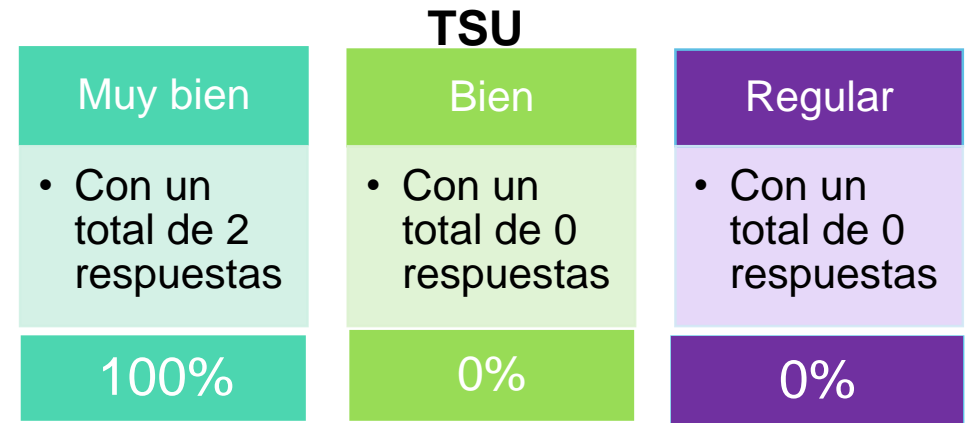 TSU
Muy bien
• Con un
total de 2
respuestas
100%
Bien
• Con un
total de 0
respuestas
0%
Regular
• Con un
total de 0
respuestas
0%